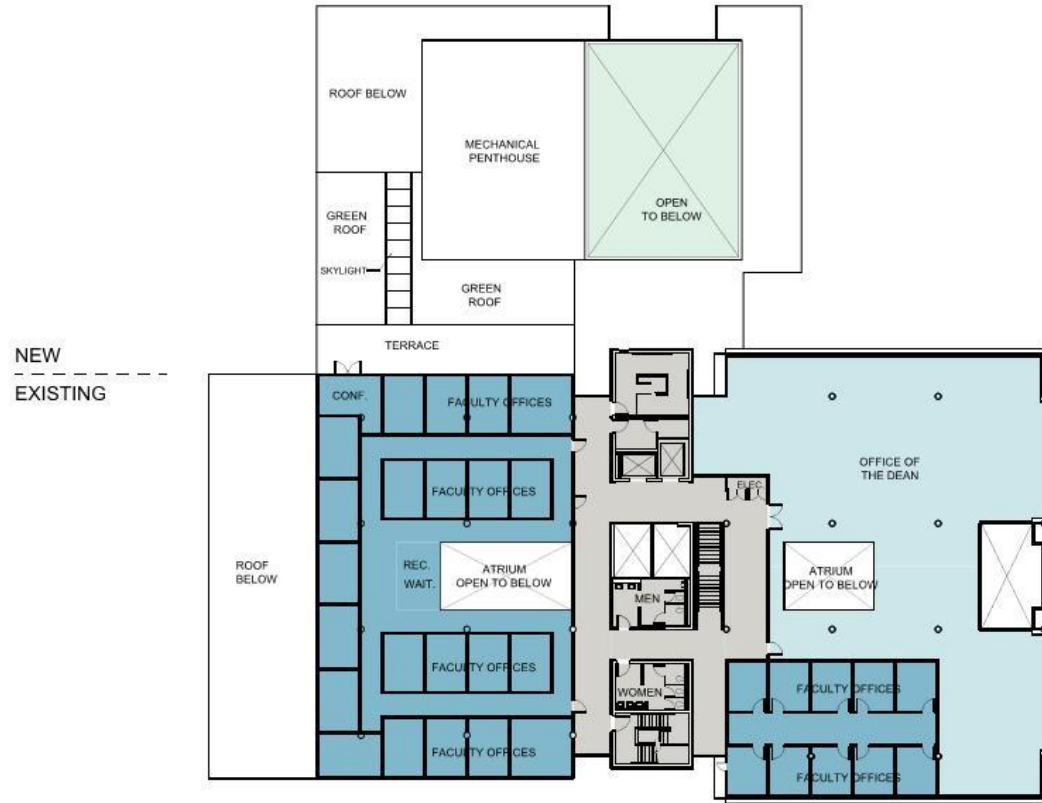 ROOF BELOW
MECHANICAL
PENTHOUSE
OPEN
TO BELOW
GREEN
ROOF
SKYLIGHT
GREEN
ROOF
TERRACE
NEW
EXISTING
CONF.
FACULTY OFFICES
OFFICE OF
THE DEAN
FACULTY OFFICES
ELEC.
ROOF
BELOW
REC.
WAIT.
ATRIUM
OPEN TO BELOW
MEN
ATRIUM
OPEN TO BELOW
FACULTY OFFICES
WOMEN
FACULTY OFFICES
FACULTY OFFICES
FACULTY OFFICES